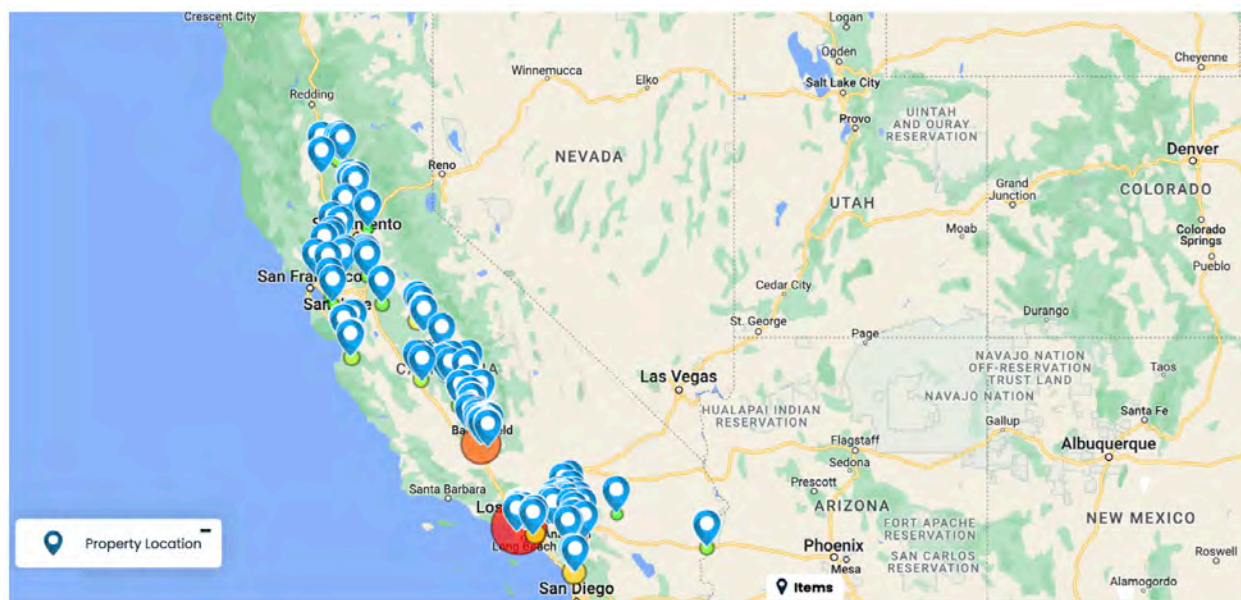 Crescent City
Logan
Ogden
Cheyenne
Winnemucca
Elko
Salt Lake City
Redding
Provo
UINTAH
AND OURAY
RESERVATION
NEVADA
Denver
Reno
Grand
Junction
COLORADO
UTAH
Colorado
Springs
Moab
Pueblo
San Fran
Cedar City
St. George
Durango
Page
NAVAJO NATION
OFF-RESERVATION
TRUST LAND
Taos
Las Vegas
NAVAJO NATION
HUALAPAI INDIAN
RESERVATION
Santa Fe
Gallup
Flagstaff
Albuquerque
Sedona
Prescott
Santa Barbara
ARIZONA
Los
NEW MEXICO
FORT APACHE
RESERVATION
Property Location
Long Beach
Phoenix
SAN CARLOS
RESERVATION
Mesa
Roswell
San Diego
Items
Alamogordo